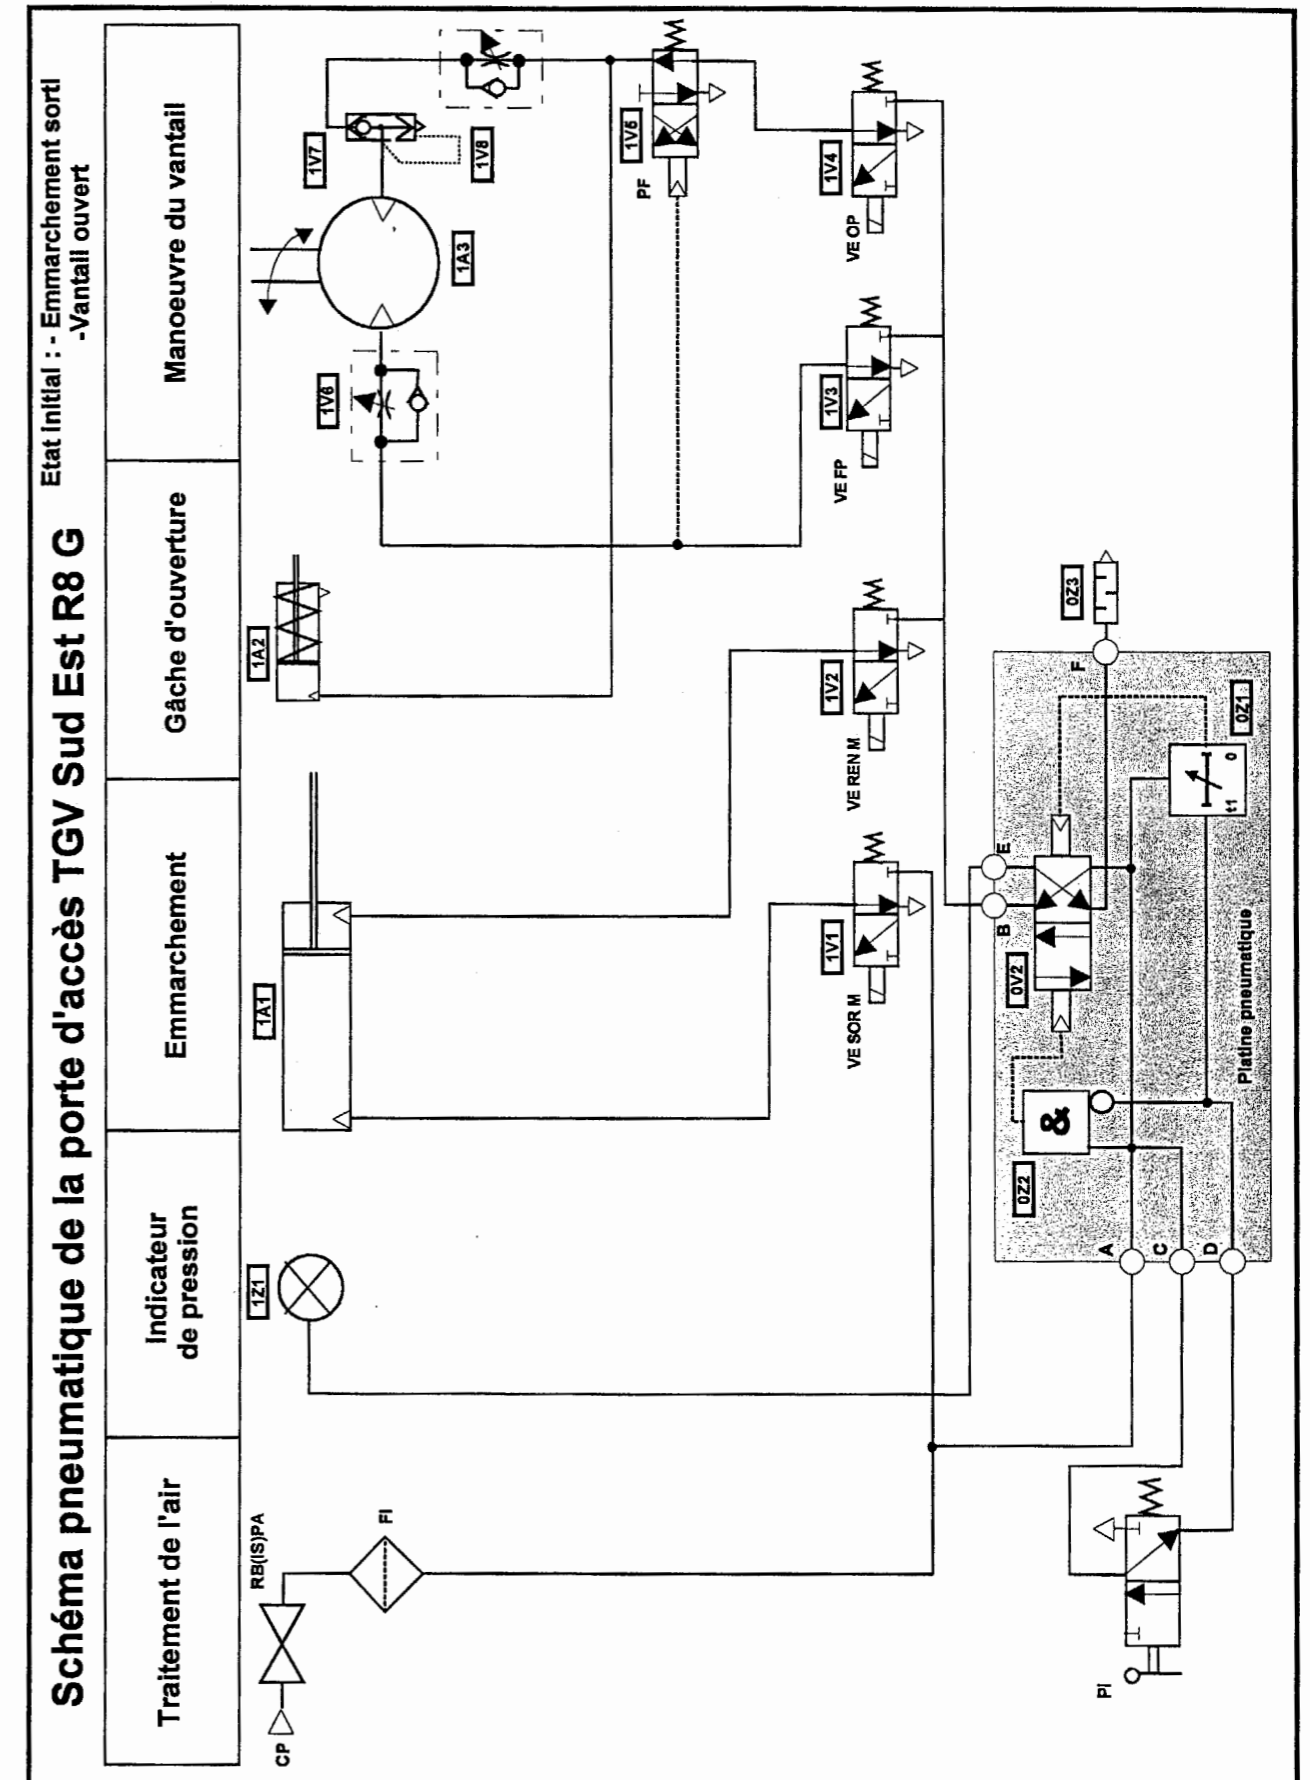 Schéma pneumatique de la porte d'accès TGV Sud Est R8 G
Etat initial : - Emmarchement sorti
-Vantail ouvert
Traitement de l'air
Indicateur
de pression
Emmarchement
Gâche d'ouverture
Manoeuvre du vantail
CP
RB(IS)PA
FI
1Z1
1A1
1A2
1V6
1A3
1V7
1V8
PF
1V5
VE SOR M
1V1
VE REN M
1V2
VE FP
1V3
VE OP
1V4
PI
A
C
D
0Z2
&
0V2
B
E
F
0Z3
0Z1
t1
0
Platine pneumatique